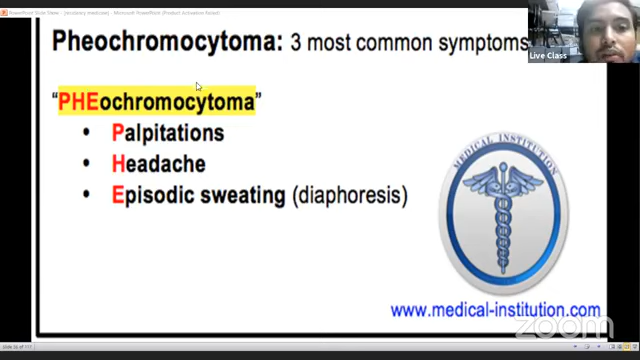 PowerPoint Slide Show - [vacsency medicine] - Microsoft PowerPoint (Product Activation Failed)
Pheochromocytoma: 3 most common symptoms
Live Class
"PHEochromocytoma"
• Palpitations
• Headache
• Episodic sweating (diaphoresis)
MEDICAL INSTITUTION
www.medical-institution.com
zoom